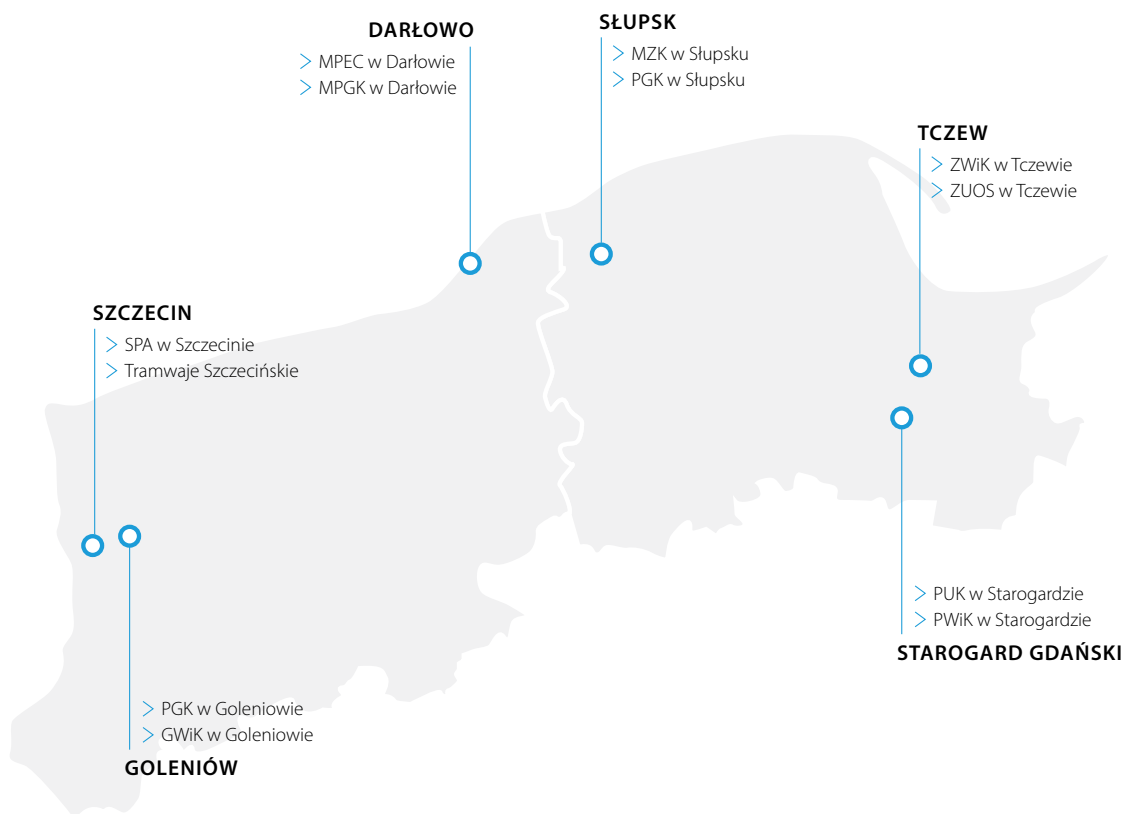 DARŁOWO
> MPEC w Darłowie
> MPGK w Darłowie
SŁUPSK
> MZK w Słupsku
> PGK w Słupsku
TCZEW
> ZWiK w Tczewie
> ZUOS w Tczewie
SZCZECIN
> SPA w Szczecinie
> Tramwaje Szczecińskie
> PUK w Starogardzie
> PWiK w Starogardzie
STAROGARD GDAŃSKI
> PGK w Goleniowie
> GWiK w Goleniowie
GOLENIÓW